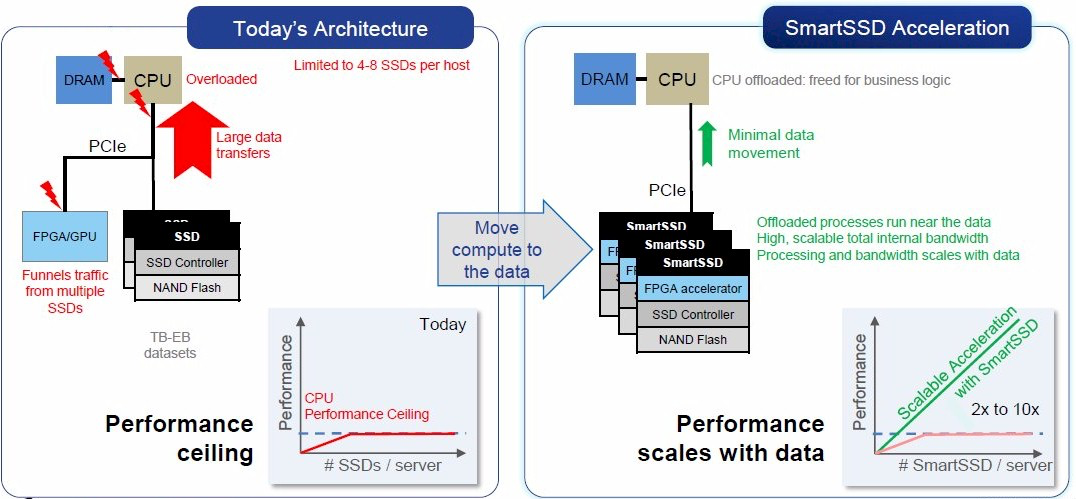 Today's Architecture
DRAM
CPU
Overloaded
Limited to 4-8 SSDs per host
Large data
transfers
PCIe
FPGA/GPU
Funnels traffic
from multiple
SSDs
SSD
SSD
SSD Controller
NAND Flash
TB-EB
datasets
Performance
ceiling
Today
Performance
CPU
Performance Ceiling
# SSDs / server
Move
compute to
the data
SmartSSD Acceleration
DRAM
CPU
CPU offloaded: freed for business logic
Minimal data
movement
PCIe
SmartSSD
SmartSSD
SmartSSD
FPGA accelerator
SSD Controller
NAND Flash
Offloaded processes run near the data
High, scalable total internal bandwidth
Processing and bandwidth scales with data
Performance
scales with data
Performance
Scalable Acceleration
with SmartSSD
2x to 10x
# SmartSSD / server